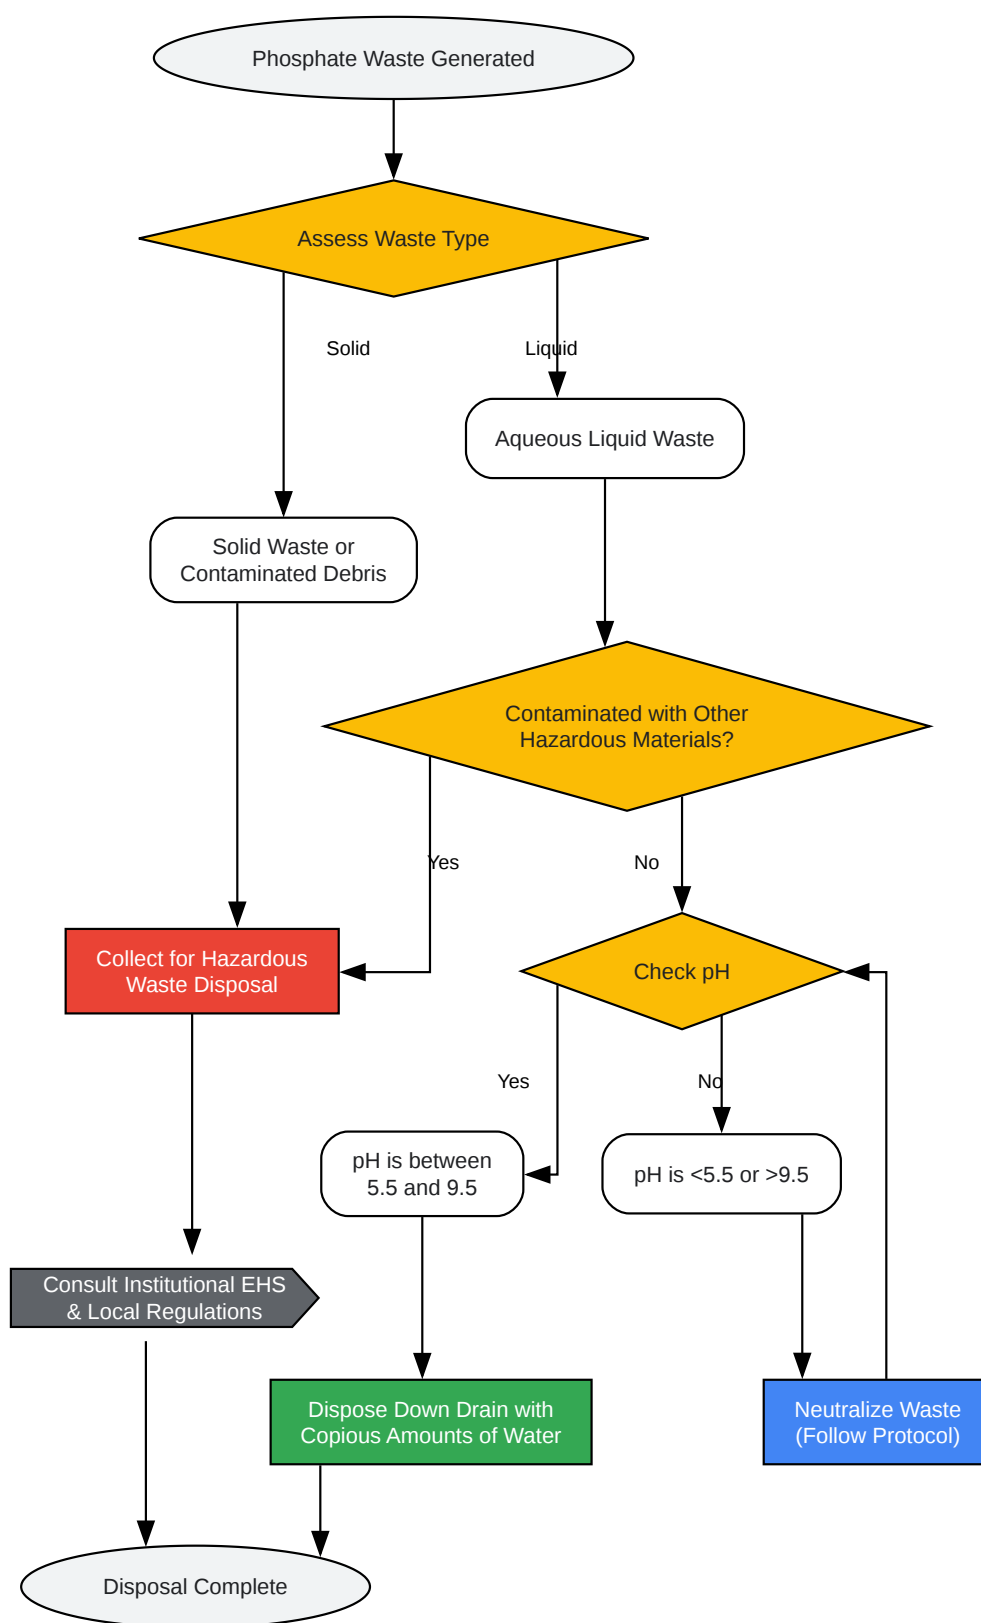 Phosphate Waste Generated
Assess Waste Type
Solid
Liquid
Aqueous Liquid Waste
Solid Waste or
Contaminated Debris
Contaminated with Other
Hazardous Materials?
Yes
No
Collect for Hazardous
Waste Disposal
Check pH
Yes
No
pH is between
5.5 and 9.5
pH is <5.5 or >9.5
Consult Institutional EHS
& Local Regulations
Dispose Down Drain with
Copious Amounts of Water
Neutralize Waste
(Follow Protocol)
Disposal Complete